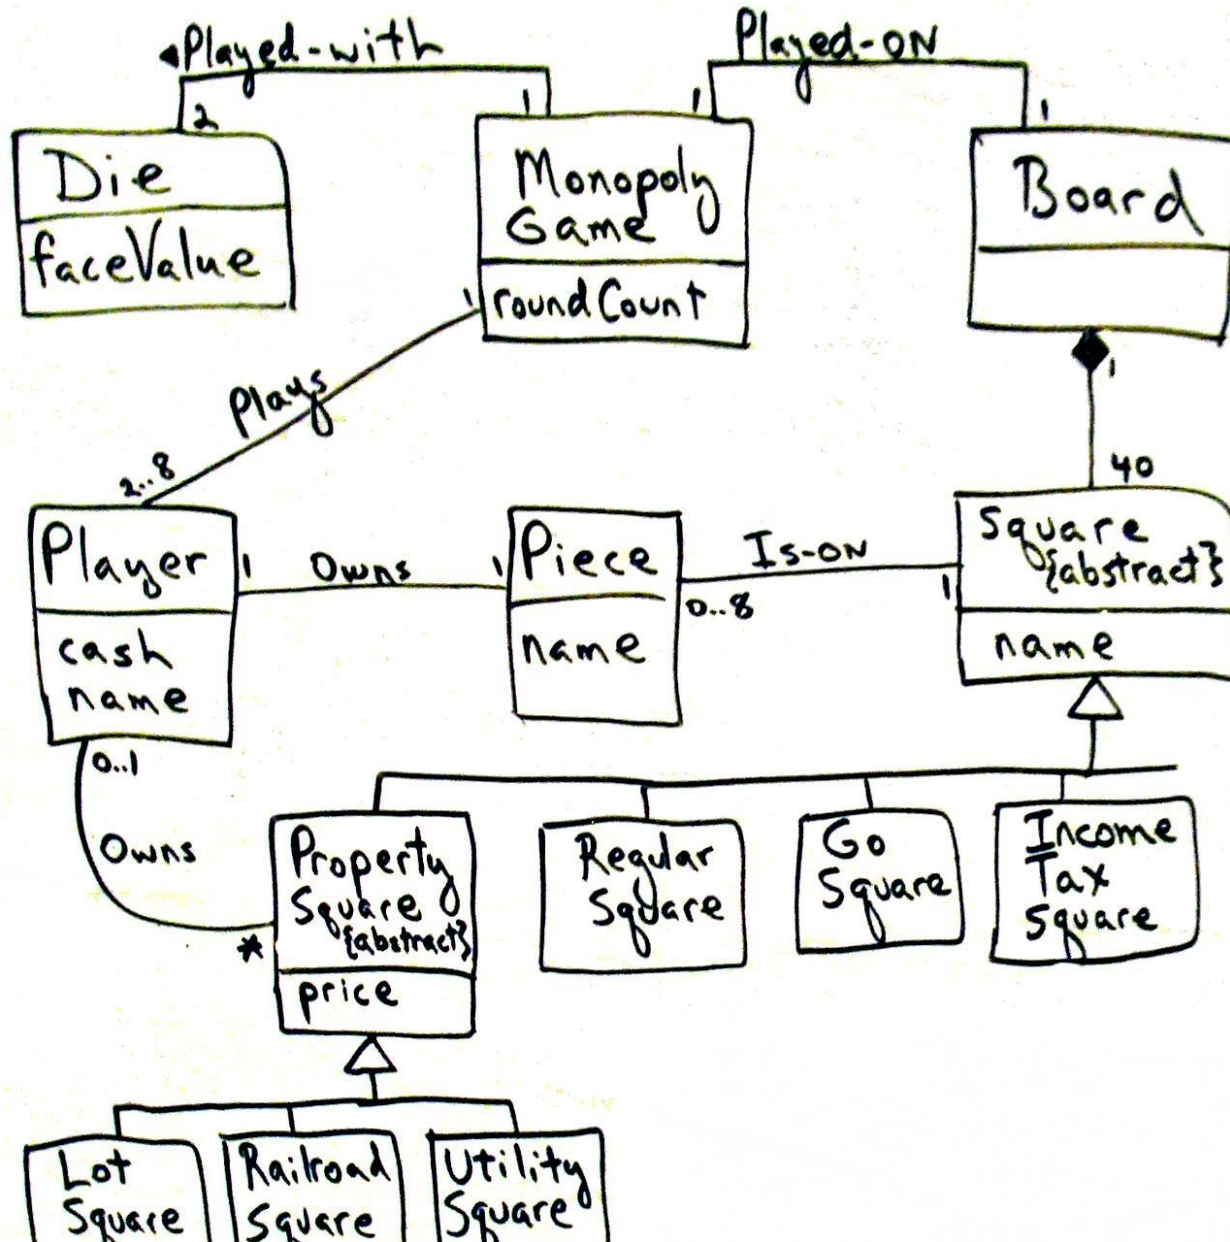 ◄Played-with
Played-ON
1
1
1
2
Die
Monopoly
Game
Board
faceValue
roundCount
1
1
Plays
2..8
40
Player
1
Owns
1
Piece
Is-ON
0..8
1
Square
{abstract}
cash
name
name
name
0..1
Owns
*
Property
Square
{abstract}
price
Regular
Square
Go
Square
Income
Tax
Square
Lot
Square
Railroad
Square
Utility
Square